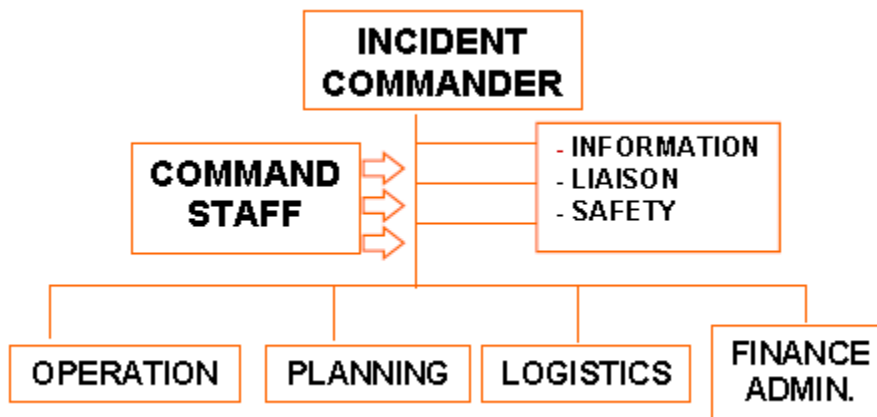 INCIDENT
COMMANDER
COMMAND
STAFF
- INFORMATION
- LIAISON
- SAFETY
OPERATION
PLANNING
LOGISTICS
FINANCE
ADMIN.